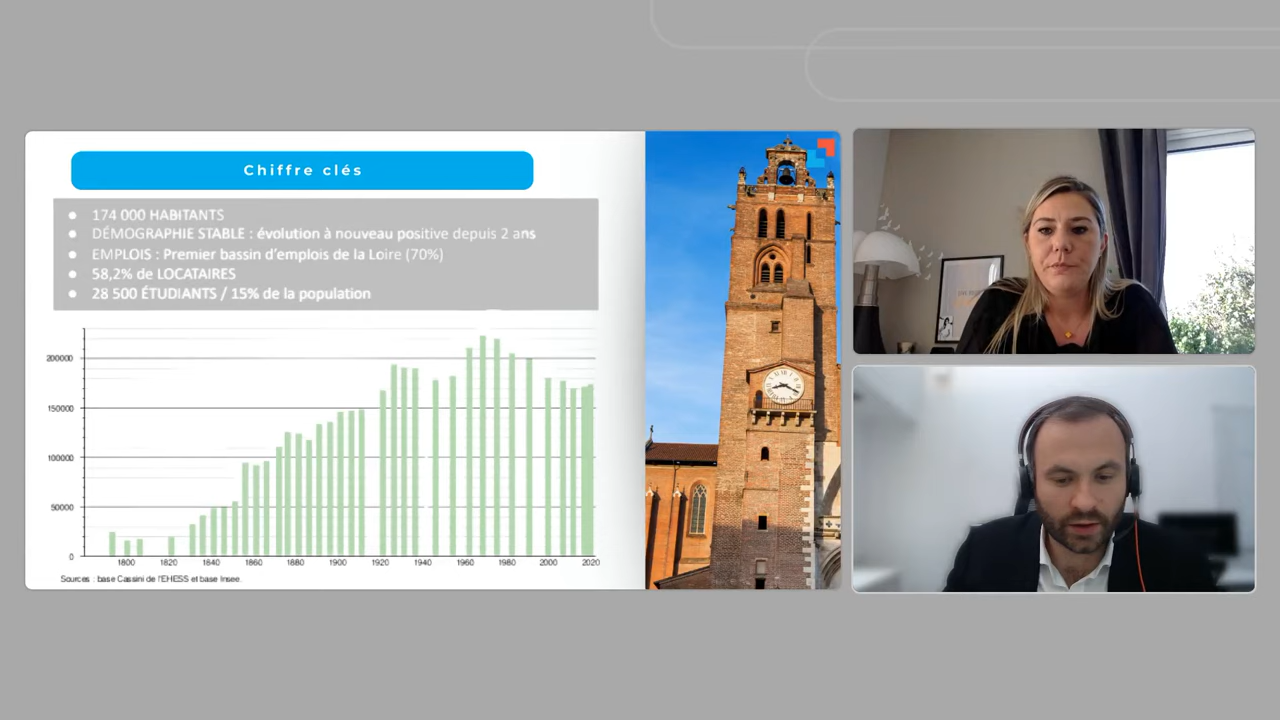 Chiffre clés
● 174 000 HABITANTS
● DÉMOGRAPHIE STABLE : évolution à nouveau positive depuis 2 ans
● EMPLOIS : Premier bassin d'emplois de la Loire (70%)
● 58,2% de LOCATAIRES
● 28 500 ÉTUDIANTS / 15% de la population
200000
150000
100000
50000
0
1800 1820 1840 1860 1880 1900 1920 1940 1960 1980 2000 2020
Sources : base Cassini de l'EHESS et base Insee.